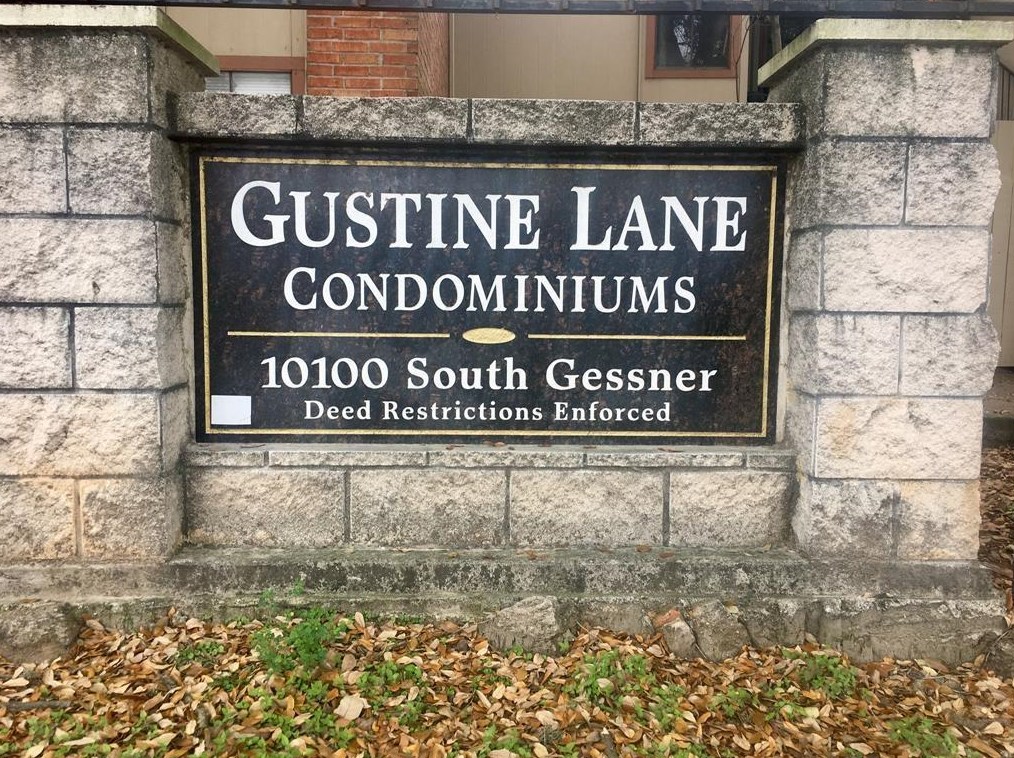 GUSTINE LANE
CONDOMINIUMS
10100 South Gessner
Deed Restrictions Enforced